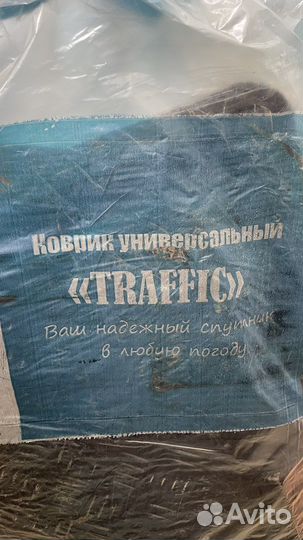 Коврик универсальный
«TRAFFIC»
Ваш надежный спутник
в любую погоду
Avito